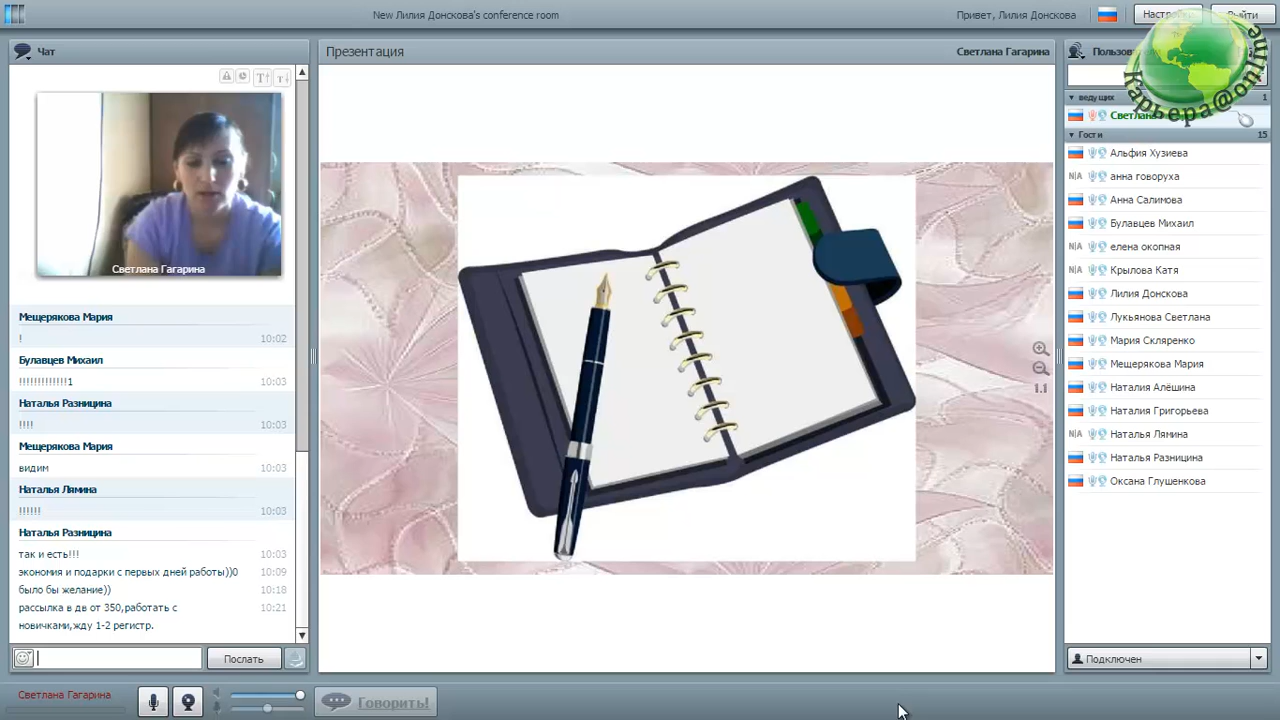 New Лилия Донскова's conference room
Привет, Лилия Донскова
Выйти
Чат
Светлана Гагарина
Мещерякова Мария
!
10:02
Булавцев Михаил
!!!!!!!!!!!!!1
10:03
Наталья Разницина
!!!!
10:03
Мещерякова Мария
видим
10:03
Наталья Лямина
!!!!!!
10:03
Наталья Разницина
так и есть!!!
10:03
экономия и подарки с первых дней работы))0
10:09
было бы желание))
10:18
рассылка в дв от 350,работать с
10:21
новичками,жду 1-2 регистр.
Послать
Светлана Гагарина
Говорить!
Презентация
Светлана Гагарина
1:1
карьера@online
ведущих
1
Гости
15
Альфия Хузиева
N/A анна говоруха
Анна Салимова
Булавцев Михаил
N/A елена окопная
N/A Крылова Катя
Лилия Донскова
Лукьянова Светлана
Мария Скляренко
Мещерякова Мария
Наталия Алёшина
Наталия Григорьева
N/A Наталья Лямина
Наталья Разницина
Оксана Глушенкова
Подключен